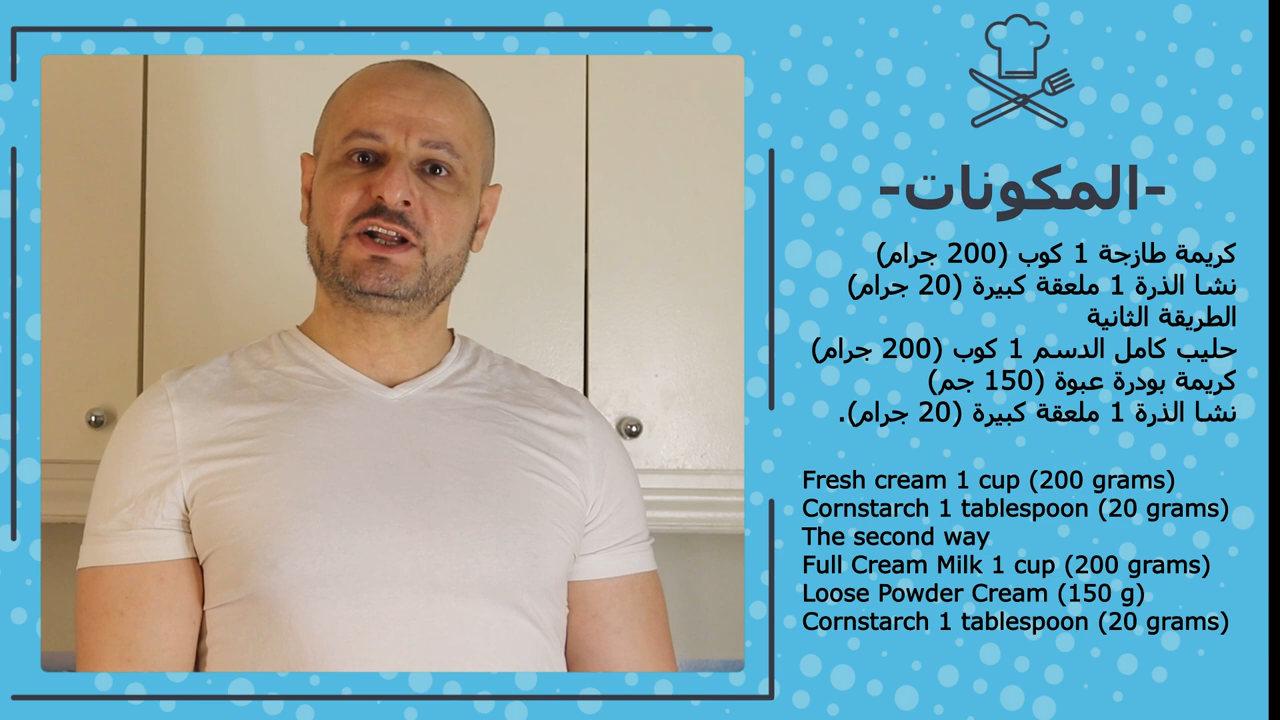 -المكونات-
كريمة طازجة 1 كوب (200 جرام)
نشا الذرة 1 ملعقة كبيرة (20 جرام)
الطريقة الثانية
حليب كامل الدسم 1 كوب (200 جرام)
كريمة بودرة عبوة (150 جم)
نشا الذرة 1 ملعقة كبيرة (20 جرام).
Fresh cream 1 cup (200 grams)
Cornstarch 1 tablespoon (20 grams)
The second way
Full Cream Milk 1 cup (200 grams)
Loose Powder Cream (150 g)
Cornstarch 1 tablespoon (20 grams)